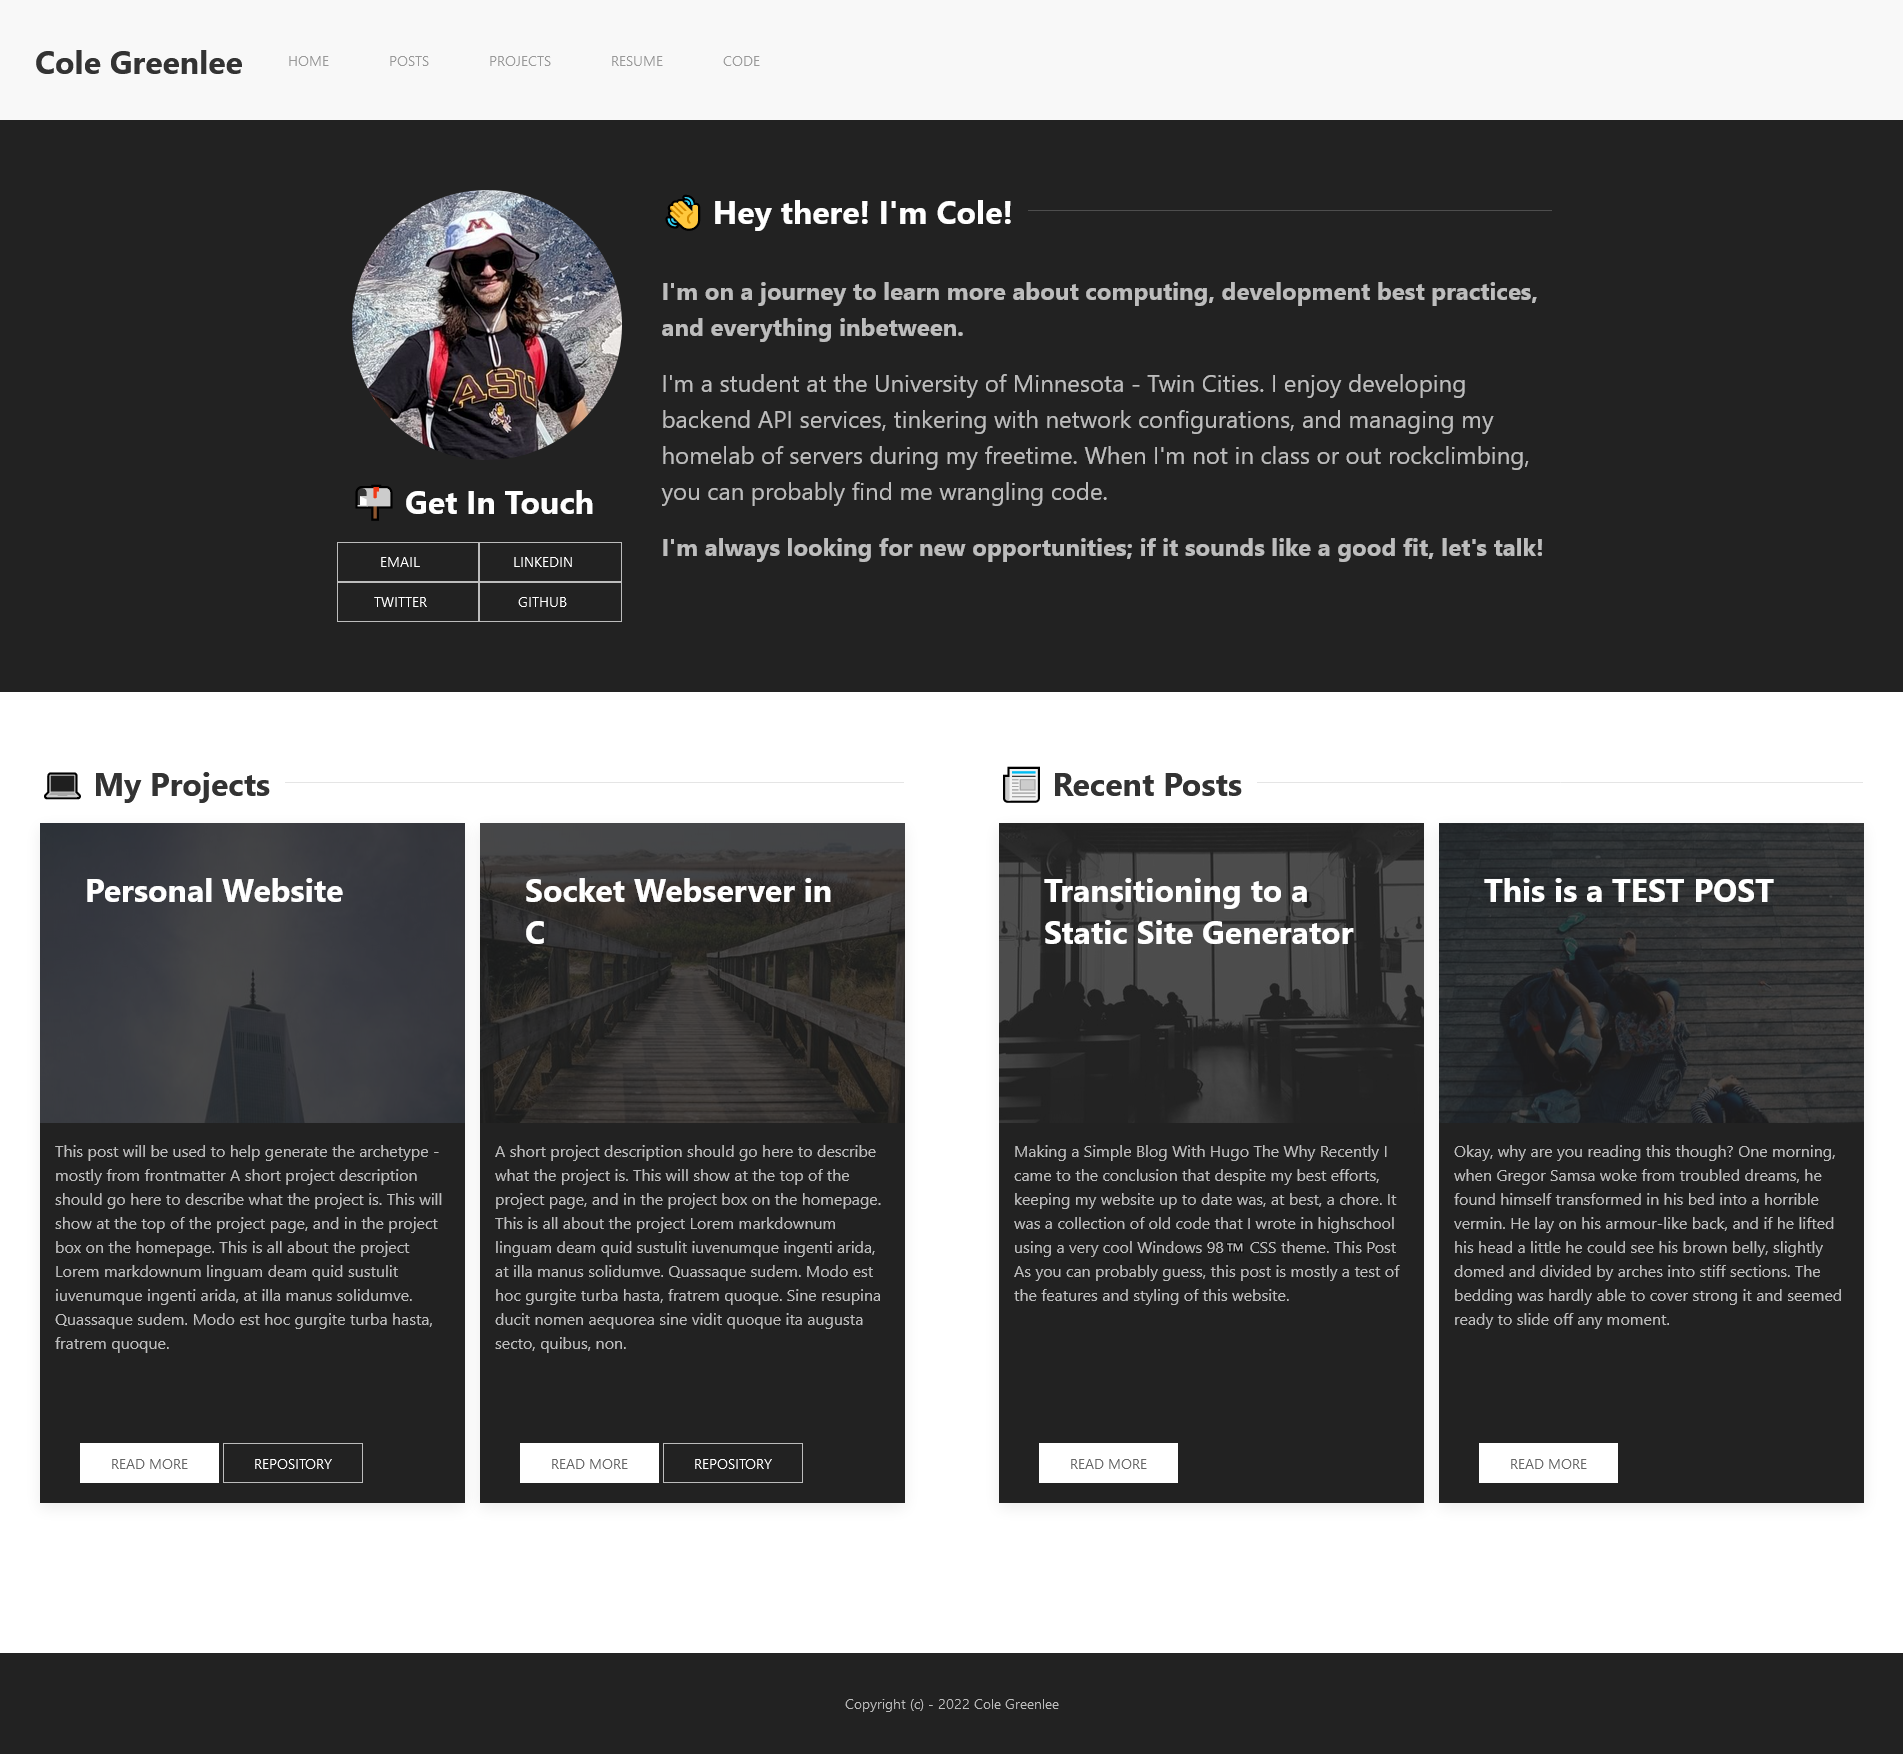 Cole Greenlee
HOME
POSTS
PROJECTS
RESUME
CODE
M
ASU
Get In Touch
EMAIL
LINKEDIN
TWITTER
GITHUB
Hey there! I'm Cole!
I'm on a journey to learn more about computing, development best practices,
and everything inbetween.
I'm a student at the University of Minnesota - Twin Cities. I enjoy developing
backend API services, tinkering with network configurations, and managing my
homelab of servers during my freetime. When I'm not in class or out rockclimbing,
you can probably find me wrangling code.
I'm always looking for new opportunities; if it sounds like a good fit, let's talk!
My Projects
Personal Website
This post will be used to help generate the archetype -
mostly from frontmatter A short project description
should go here to describe what the project is. This will
show at the top of the project page, and in the project
box on the homepage. This is all about the project
Lorem markdownum linguam deam quid sustulit
iuvenumque ingenti arida, at illa manus solidumve.
Quassaque sudem. Modo est hoc gurgite turba hasta,
fratrem quoque.
READ MORE
REPOSITORY
Socket Webserver in
C
A short project description should go here to describe
what the project is. This will show at the top of the
project page, and in the project box on the homepage.
This is all about the project Lorem markdownum
linguam deam quid sustulit iuvenumque ingenti arida,
at illa manus solidumve. Quassaque sudem. Modo est
hoc gurgite turba hasta, fratrem quoque. Sine resupina
ducit nomen aequorea sine vidit quoque ita augusta
secto, quibus, non.
READ MORE
REPOSITORY
Recent Posts
Transitioning to a
Static Site Generator
Making a Simple Blog With Hugo The Why Recently I
came to the conclusion that despite my best efforts,
keeping my website up to date was, at best, a chore. It
was a collection of old code that I wrote in highschool
using a very cool Windows 98™️ CSS theme. This Post
As you can probably guess, this post is mostly a test of
the features and styling of this website.
READ MORE
This is a TEST POST
Okay, why are you reading this though? One morning,
when Gregor Samsa woke from troubled dreams, he
found himself transformed in his bed into a horrible
vermin. He lay on his armour-like back, and if he lifted
his head a little he could see his brown belly, slightly
domed and divided by arches into stiff sections. The
bedding was hardly able to cover strong it and seemed
ready to slide off any moment.
READ MORE
Copyright (c) - 2022 Cole Greenlee